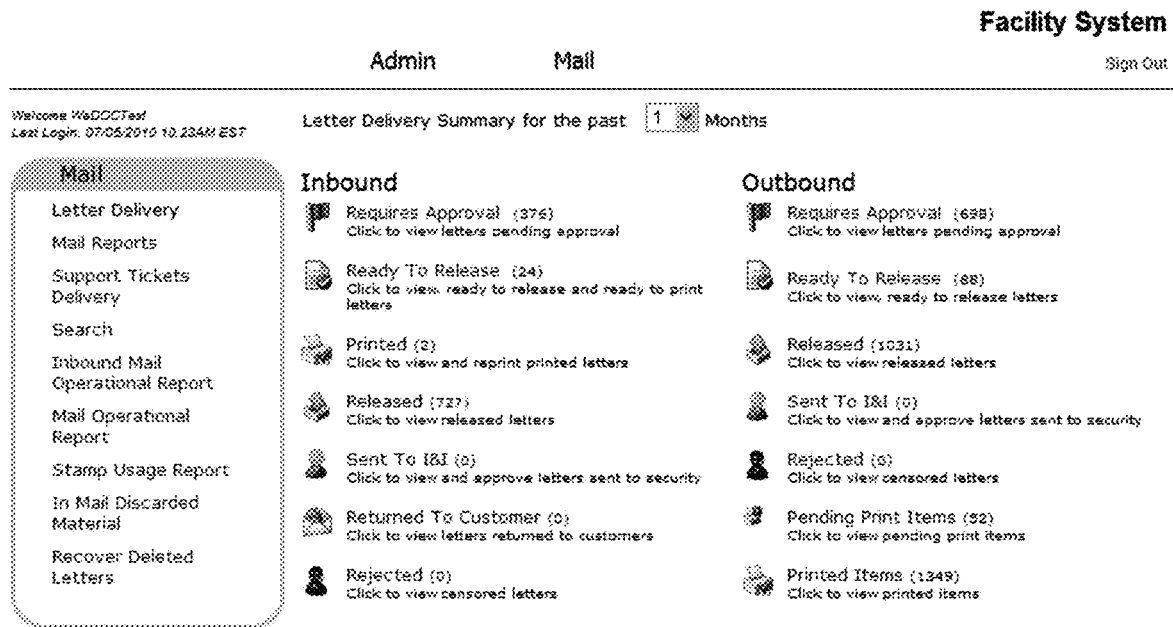 Facility System
Admin Mail
Sign Out
Welcome WaDOCTest
Last Login: 07/05/2010 10:23AM EST
Letter Delivery Summary for the past 1 Months
Mail
Letter Delivery
Mail Reports
Support Tickets
Delivery
Search
Inbound Mail
Operational Report
Mail Operational
Report
Stamp Usage Report
In Mail Discarded
Material
Recover Deleted
Letters
Inbound
Requires Approval (376)
Click to view letters pending approval
Ready To Release (24)
Click to view, ready to release and ready to print
letters
Printed (2)
Click to view and reprint printed letters
Released (727)
Click to view released letters
Sent To I&I (0)
Click to view and approve letters sent to security
Returned To Customer (0)
Click to view letters returned to customers
Rejected (0)
Click to view censored letters
Outbound
Requires Approval
Click to view letters pending approval
Ready To Release (88)
Click to view, ready to release letters
Released (1031)
Click to view released letters
Sent To I&I (0)
Click to view and approve letters sent to security
Rejected (0)
Click to view censored letters
Pending Print Items
Click to view pending print items
Printed Items (1349)
Click to view printed items